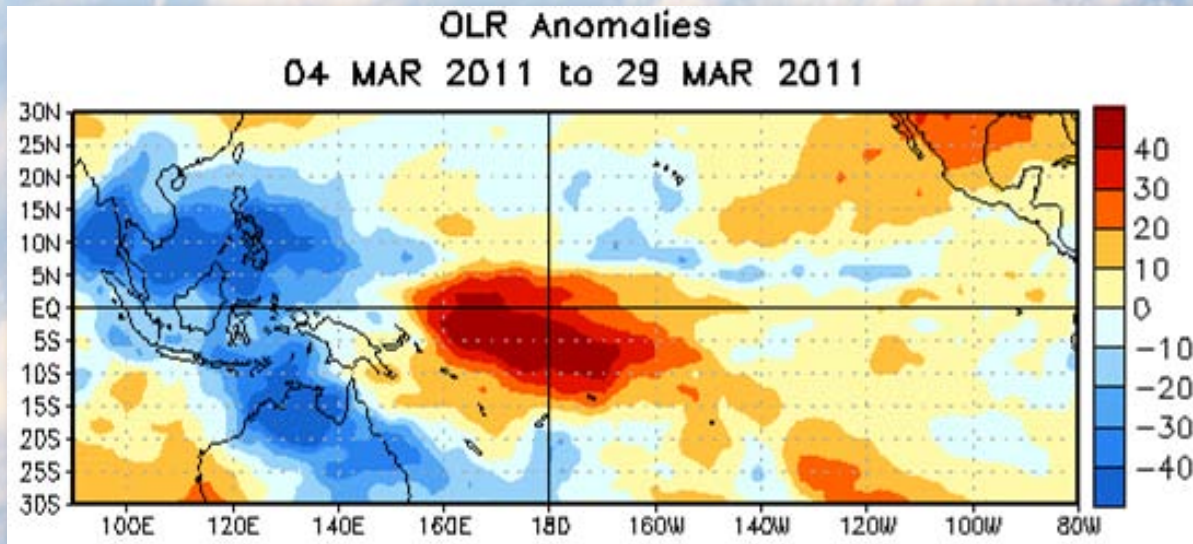 OLR Anomalies
04 MAR 2011 to 29 MAR 2011
30N
25N
20N
15N
10N
5N
EQ
5S
10S
15S
20S
25S
30S
100E 120E 140E 160E 180 160W 140W 120W 100W 80W
40
30
20
10
0
-10
-20
-30
-40